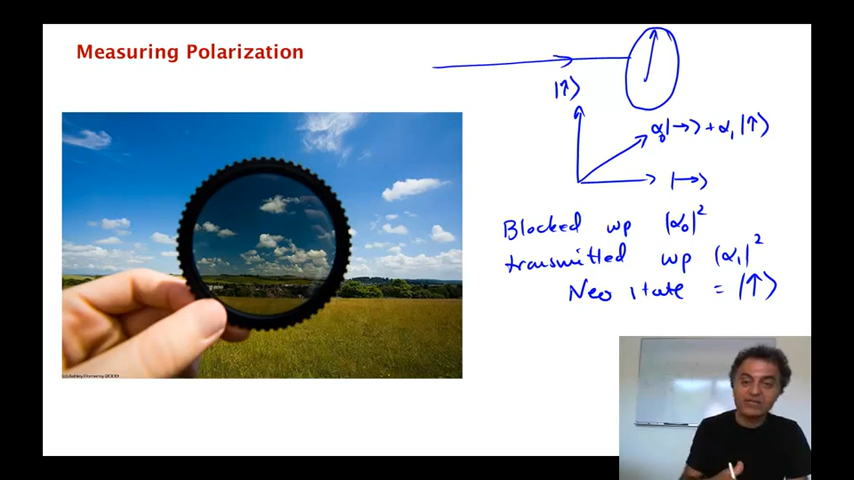 Measuring Polarization
|↑⟩
α₀|→⟩+α₁|↑⟩
|→⟩
Blocked wp |α₀|²
transmitted wp |α₁|²
New state = |↑⟩